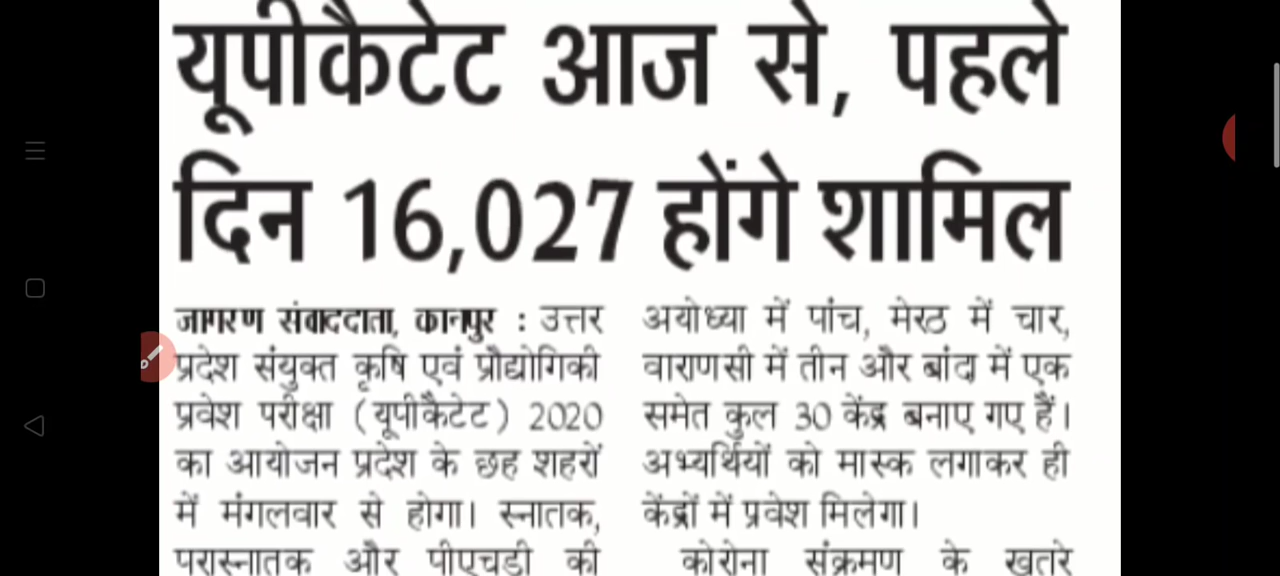 यूपीकैटेट आज से, पहले
दिन 16,027 होंगे शामिल
जागरण संवाददाता, कानपुर : उत्तर
प्रदेश संयुक्त कृषि एवं प्रौद्योगिकी
प्रवेश परीक्षा (यूपीकैटेट) 2020
का आयोजन प्रदेश के छह शहरों
में मंगलवार से होगा। स्नातक,
परास्नातक और पीएचडी की
अयोध्या में पांच, मेरठ में चार,
वाराणसी में तीन और बांदा में एक
समेत कुल 30 केंद्र बनाए गए हैं।
अभ्यर्थियों को मास्क लगाकर ही
केंद्रों में प्रवेश मिलेगा।
कोरोना संक्रमण के खतरे